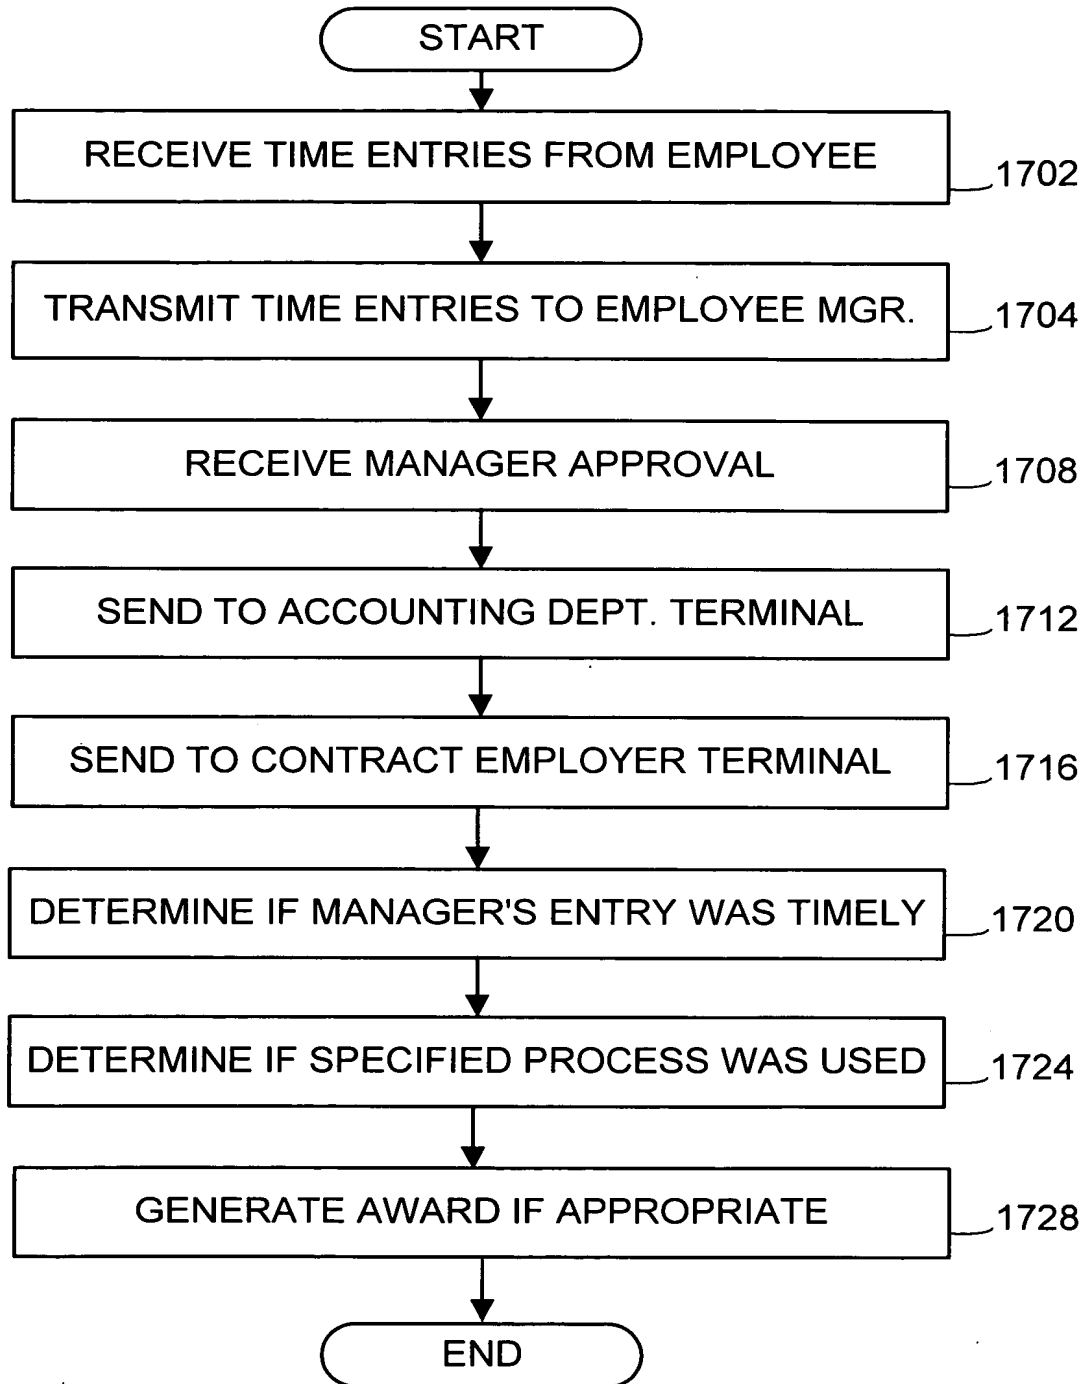 START
RECEIVE TIME ENTRIES FROM EMPLOYEE
1702
TRANSMIT TIME ENTRIES TO EMPLOYEE MGR.
1704
RECEIVE MANAGER APPROVAL
1708
SEND TO ACCOUNTING DEPT. TERMINAL
1712
SEND TO CONTRACT EMPLOYER TERMINAL
1716
DETERMINE IF MANAGER'S ENTRY WAS TIMELY
1720
DETERMINE IF SPECIFIED PROCESS WAS USED
1724
GENERATE AWARD IF APPROPRIATE
1728
END